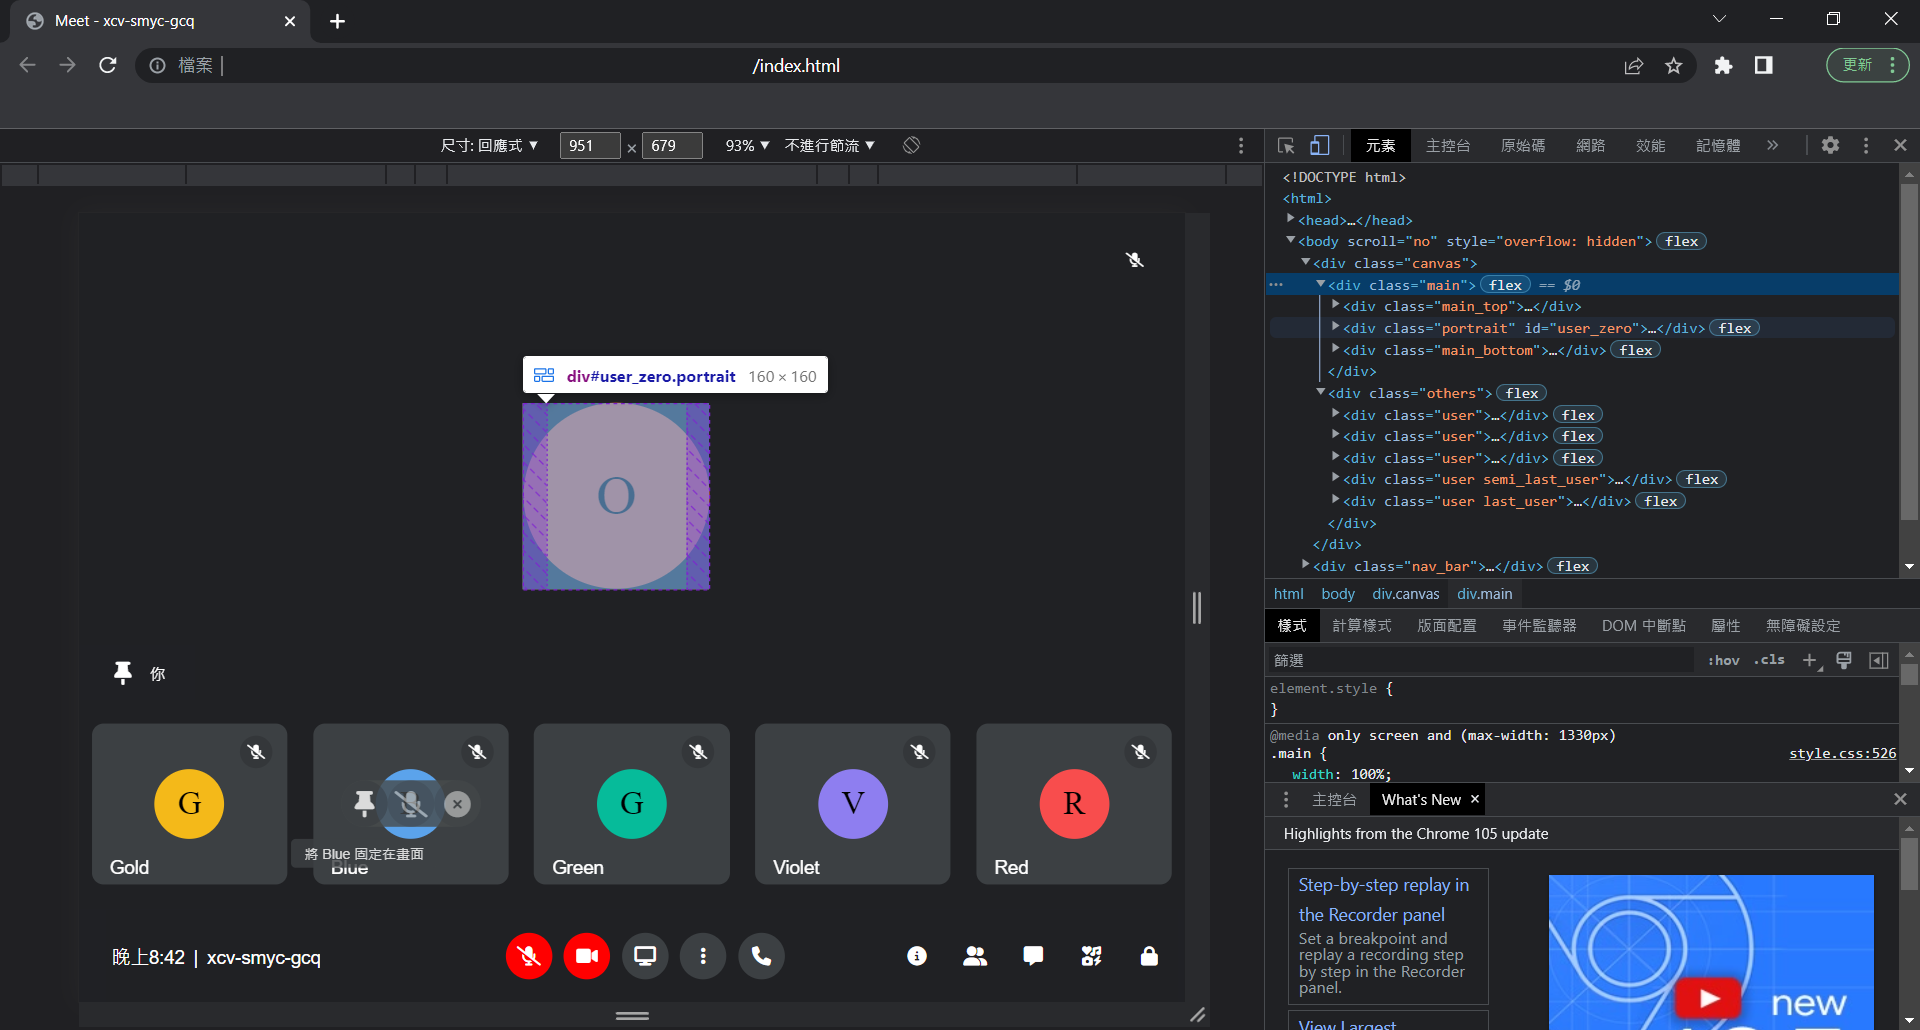 Meet - xcv-smyc-gcq
檔案 | /index.html
更新
尺寸: 回應式 ▼ 951 × 679 93% ▼ 不進行節流 ▼
元素 主控台 原始碼 網路 效能 記憶體 »
<!DOCTYPE html>
<html>
<head>…</head>
<body scroll="no" style="overflow: hidden"> flex
<div class="canvas">
<div class="main"> flex == $0
<div class="main_top">…</div>
<div class="portrait" id="user_zero">…</div> flex
<div class="main_bottom">…</div> flex
</div>
<div class="others"> flex
<div class="user">…</div> flex
<div class="user">…</div> flex
<div class="user">…</div> flex
<div class="user semi_last_user">…</div> flex
<div class="user last_user">…</div> flex
</div>
</div>
<div class="nav_bar">…</div> flex
html body div.canvas div.main
樣式 計算樣式 版面配置 事件監聽器 DOM 中斷點 屬性 無障礙設定
篩選 :hov .cls
element.style {
}
@media only screen and (max-width: 1330px)
.main { style.css:526
width: 100%;
主控台 What's New ×
Highlights from the Chrome 105 update
Step-by-step replay in
the Recorder panel
Set a breakpoint and
replay a recording step
by step in the Recorder
panel.
View Largest
new
div#user_zero.portrait 160 × 160
O
你
G
G
V
R
將 Blue 固定在畫面
Gold
Blue
Green
Violet
Red
晚上8:42 | xcv-smyc-gcq